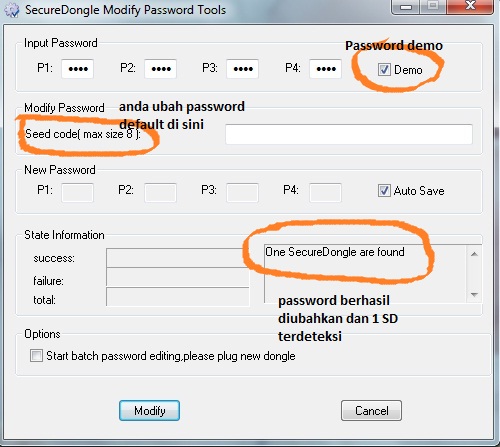 SecureDongle Modify Password Tools
Input Password
Password demo
P1: •••• P2: •••• P3: •••• P4: •••• Demo
Modify Password
anda ubah password
default di sini
Seed code( max size 8 ):
New Password
P1: P2: P3: P4: Auto Save
State Information
success:
failure:
total:
One SecureDongle are found
password berhasil
diubahkan dan 1 SD
terdeteksi
Options
Start batch password editing,please plug new dongle
Modify Cancel